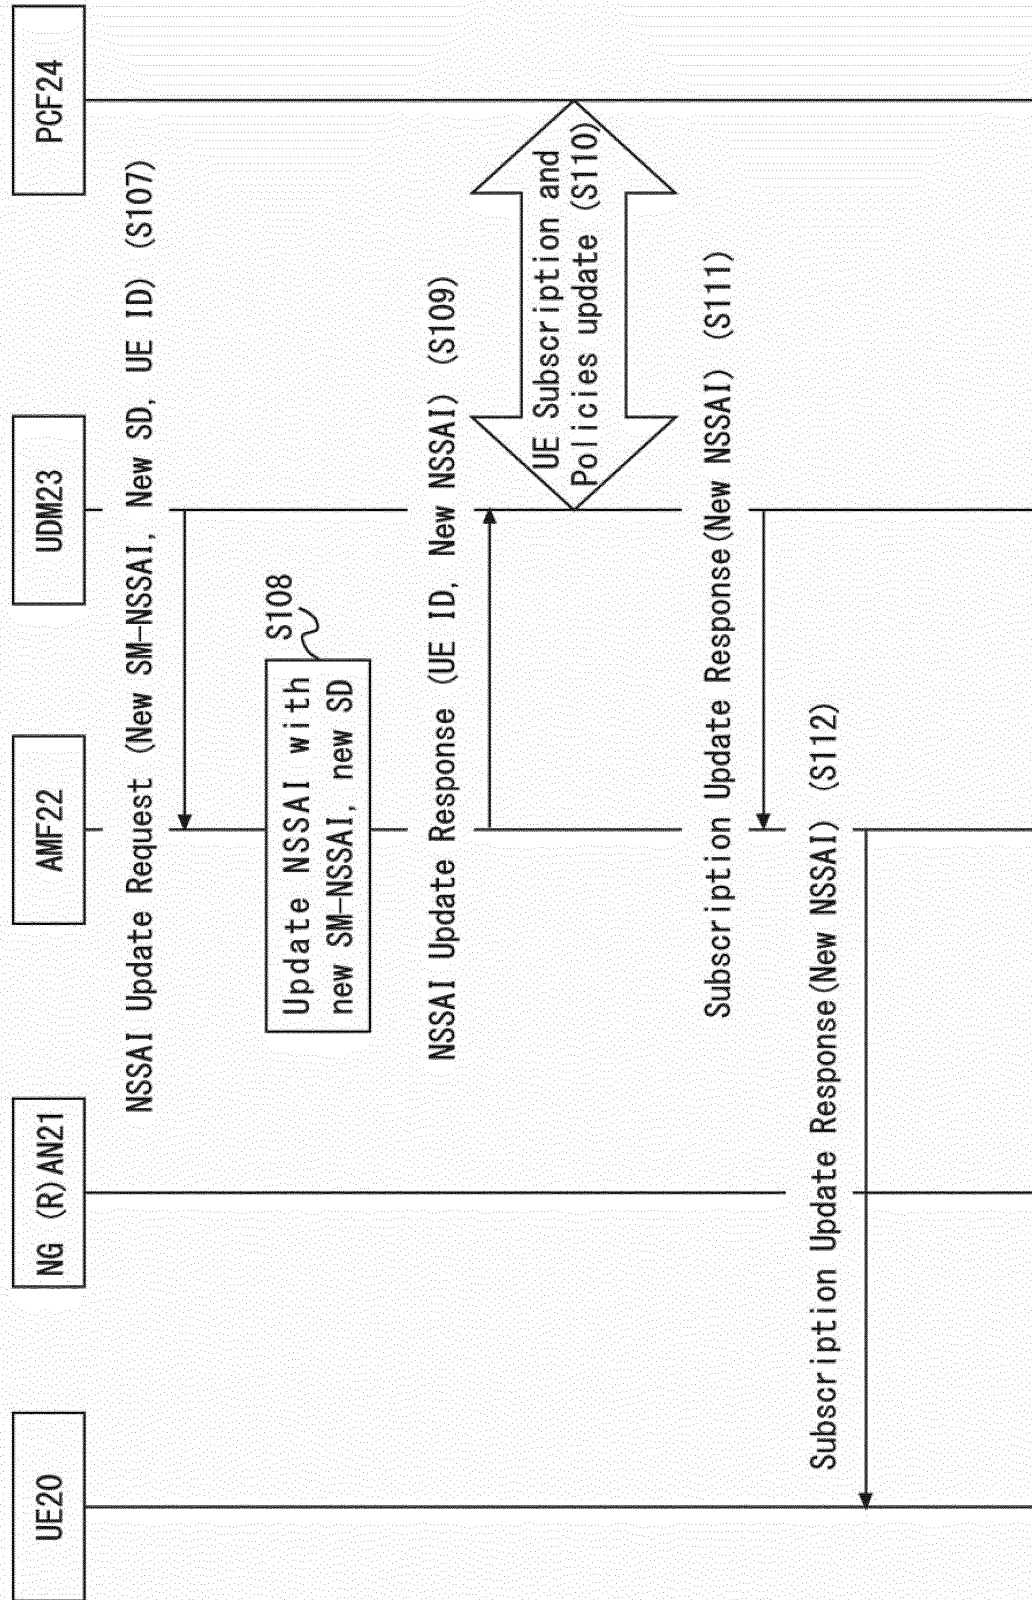 UE20
NG (R)AN21
AMF22
UDM23
PCF24
NSSAI Update Request (New SM-NSSAI, New SD, UE ID) (S107)
S108
Update NSSAI with
new SM-NSSAI, new SD
NSSAI Update Response (UE ID, New NSSAI) (S109)
UE Subscription and
Policies update (S110)
Subscription Update Response(New NSSAI) (S111)
Subscription Update Response(New NSSAI) (S112)